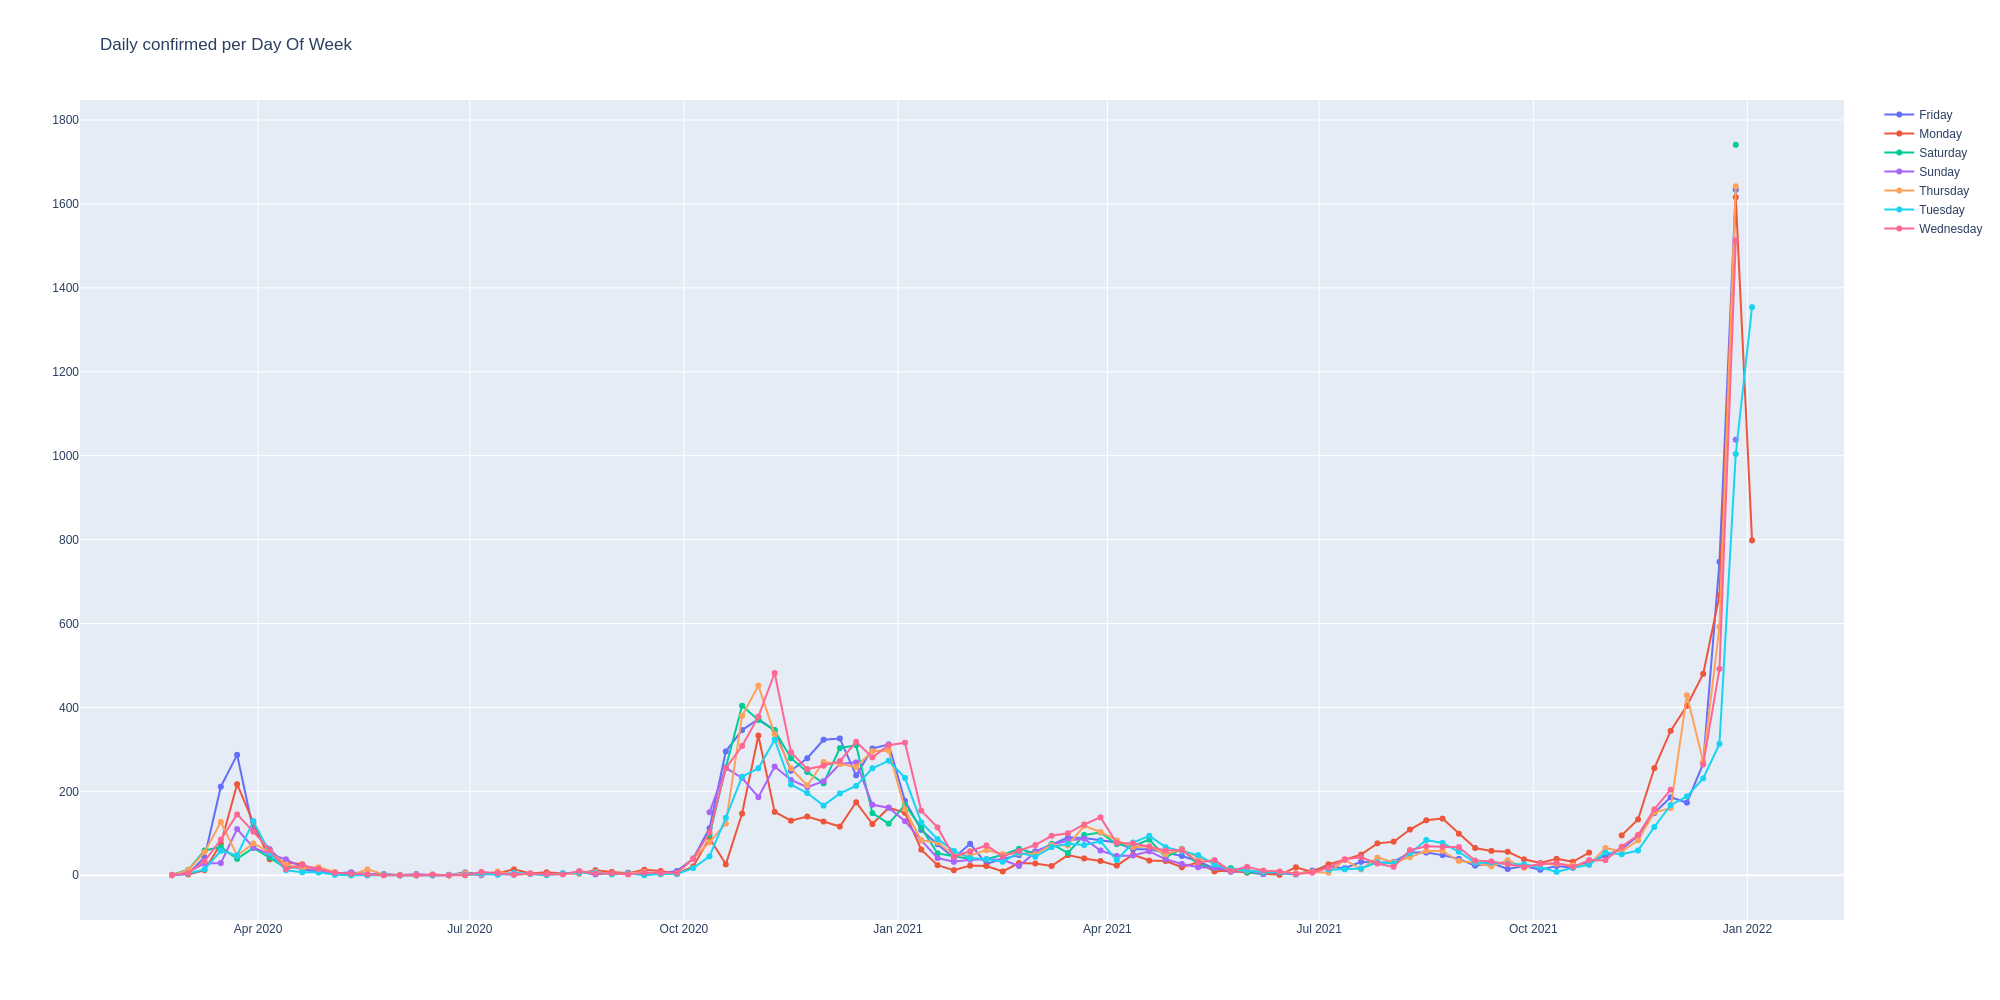 Daily confirmed per Day Of Week
1800
1600
1400
1200
1000
800
600
400
200
0
Apr 2020
Jul 2020
Oct 2020
Jan 2021
Apr 2021
Jul 2021
Oct 2021
Jan 2022
Friday
Monday
Saturday
Sunday
Thursday
Tuesday
Wednesday